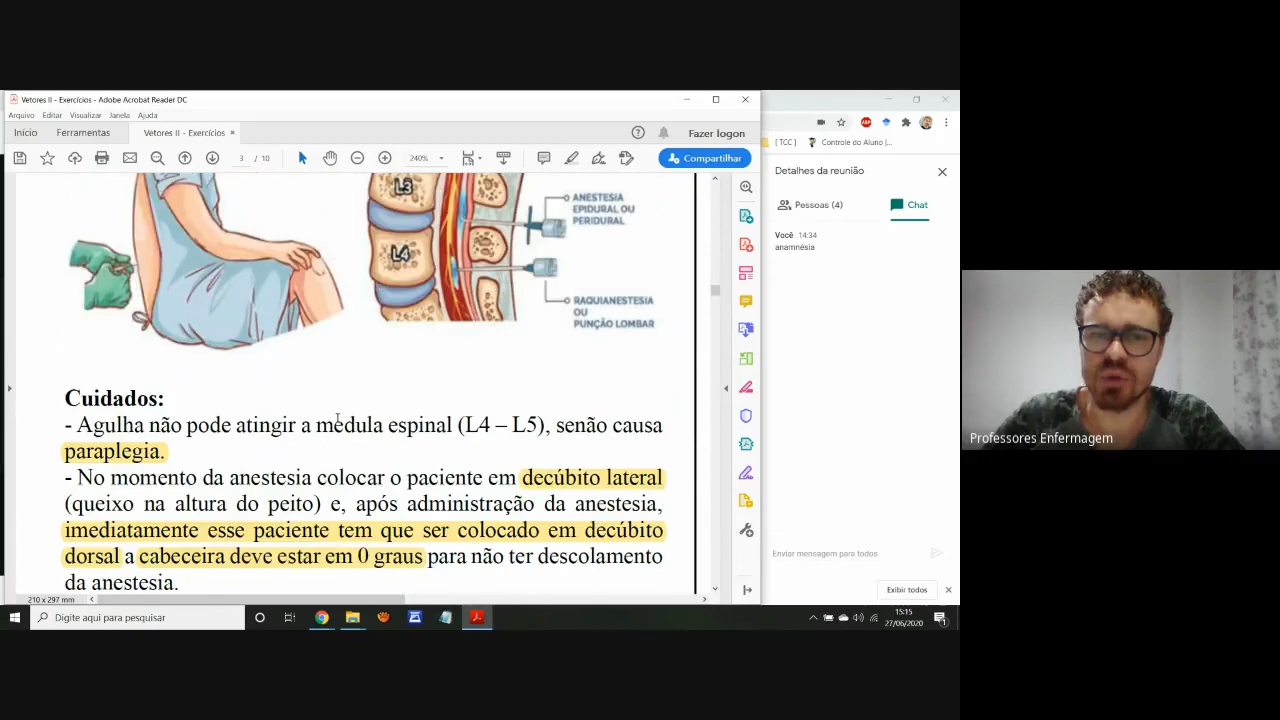 Vetores II - Exercícios - Adobe Acrobat Reader DC
Arquivo Editar Visualizar Janela Ajuda
Início Ferramentas Vetores II - Exercícios × Fazer logon
3 / 10 240% Compartilhar
L3
L4
ANESTESIA
EPIDURAL OU
PERIDURAL
RAQUIANESTESIA
OU
PUNÇÃO LOMBAR
Cuidados:
- Agulha não pode atingir a medula espinal (L4 – L5), senão causa
paraplegia.
- No momento da anestesia colocar o paciente em decúbito lateral
(queixo na altura do peito) e, após administração da anestesia,
imediatamente esse paciente tem que ser colocado em decúbito
dorsal a cabeceira deve estar em 0 graus para não ter descolamento
da anestesia.
210 x 297 mm
ABP
[ TCC ] Controle do Aluno |
Detalhes da reunião
Pessoas (4) Chat
Você 14:34
anamnésia
Enviar mensagem para todos
Exibir todos
Professores Enfermagem
Digite aqui para pesquisar
15:15
27/06/2020
1